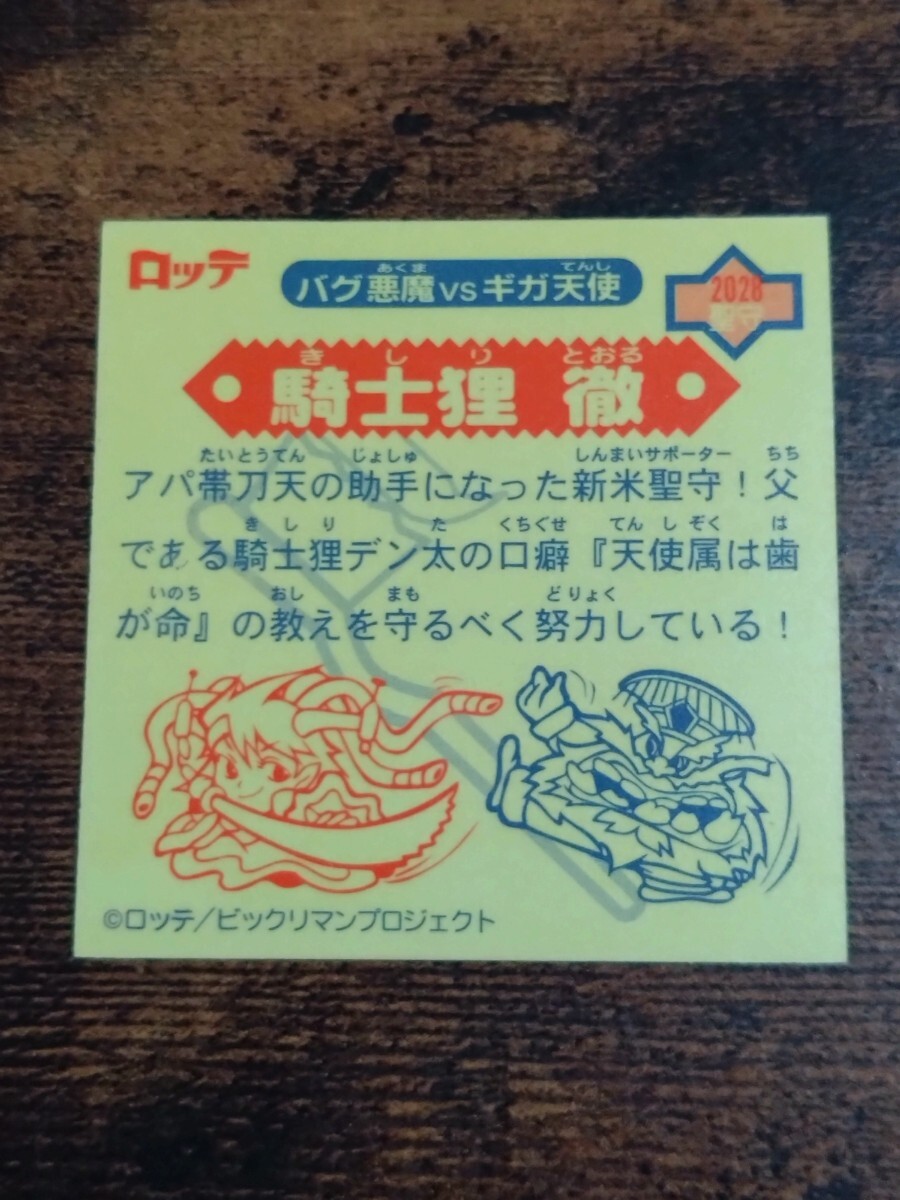 ロッテ
あくま てんし
バグ悪魔vsギガ天使
2028
聖守
きしり とおる
騎士狸 徹
たいとうてん じょしゅ しんまいサポーター ちち
アパ帯刀天の助手になった新米聖守！父
きしり た くちぐせ てんしぞく は
である騎士狸デン太の口癖『天使属は歯
いのち おし まも どりょく
が命』の教えを守るべく努力している！
©ロッテ/ビックリマンプロジェクト